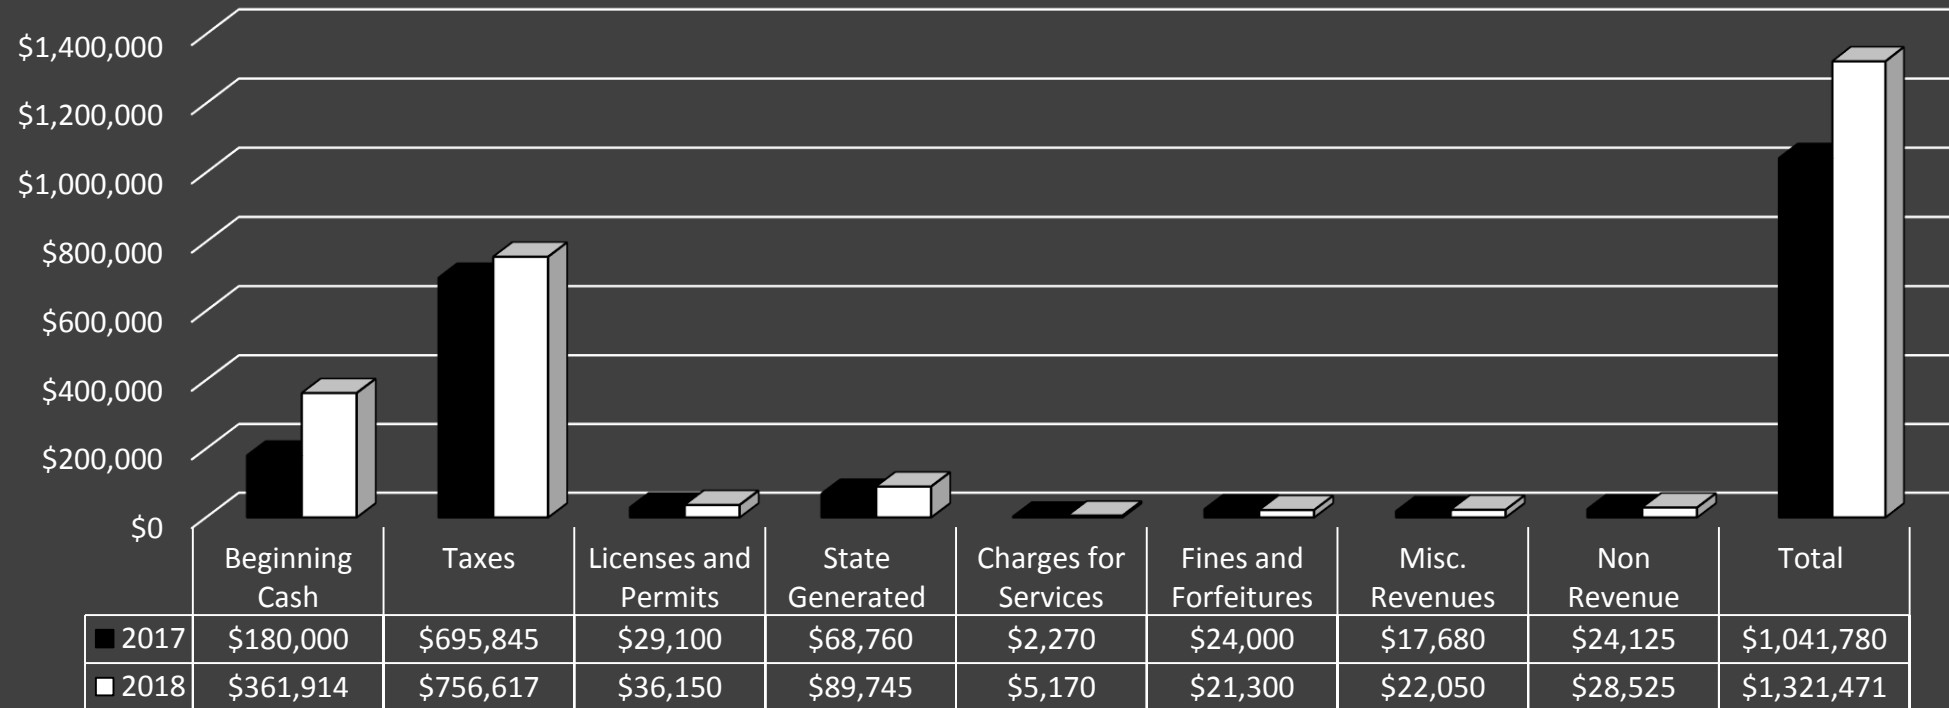 $1,400,000
$1,200,000
$1,000,000
$800,000
$600,000
$400,000
$200,000
$0
Beginning Cash
Taxes
Licenses and Permits
State Generated
Charges for Services
Fines and Forfeitures
Misc. Revenues
Non Revenue
Total
2017 $180,000 $695,845 $29,100 $68,760 $2,270 $24,000 $17,680 $24,125 $1,041,780
2018 $361,914 $756,617 $36,150 $89,745 $5,170 $21,300 $22,050 $28,525 $1,321,471